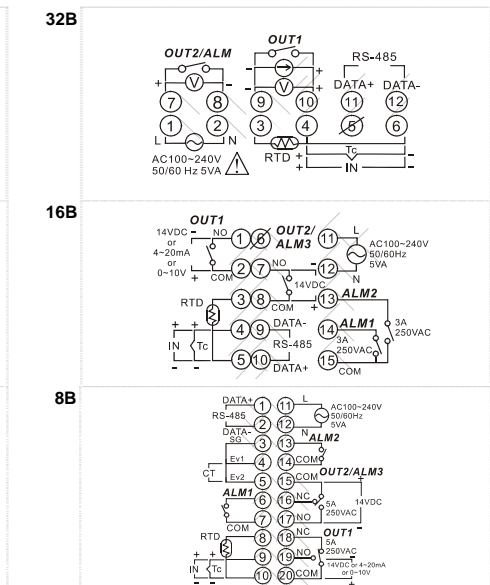 32B
OUT2/ALM
OUT1
RS-485
DATA+ DATA-
+ V - - V +
- +
7 8 9 10 11 12
1 2 3 4 5 6
L N
AC100~240V
50/60 Hz 5VA
RTD
+ Tc -
+ IN -
16B
OUT1
14VDC
or
4~20mA
or
0~10V
- NO 1 6 OUT2/
ALM3 11 L
AC100~240V
50/60Hz
5VA
+ COM 2 7 NO - 12 N
14VDC
RTD 3 8 COM + 13 ALM2
+ + 4 9 DATA- 14 ALM1 3A
250VAC
IN Tc RS-485 3A
250VAC
- - 5 10 DATA+ 15 COM
8B
DATA+ 1 11 L AC100~240V
50/60Hz
5VA
RS-485
DATA- 2 12 N
SG 3 13 ALM2
CT Ev1 4 14 COM
OUT2/ALM3
Ev2 5 15 COM +
ALM1 6 16 NC 5A
250VAC 14VDC
COM 7 17 NO -
RTD 8 18 NC OUT1
5A
250VAC
+ + 9 19 NO -
14VDC or 4~20mA
or 0~10V
IN Tc 10 20 COM +
- -